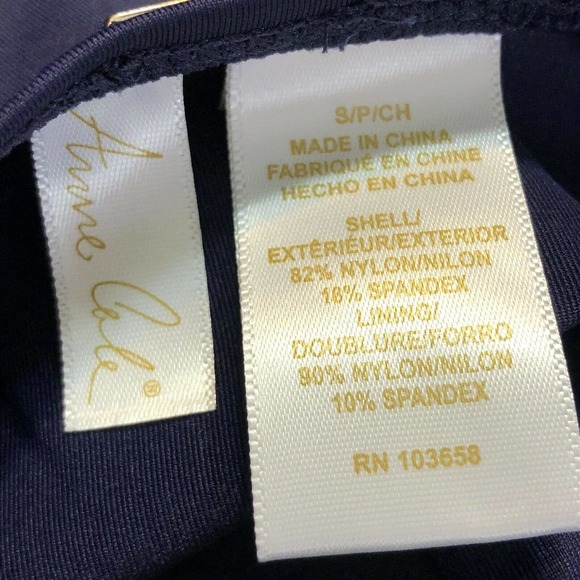 Anne Cole®
S/P/CH
MADE IN CHINA
FABRIQUÉ EN CHINE
HECHO EN CHINA
SHELL/
EXTÉRIEUR/EXTERIOR
82% NYLON/NILON
18% SPANDEX
LINING/
DOUBLURE/FORRO
90% NYLON/NILON
10% SPANDEX
RN 103658